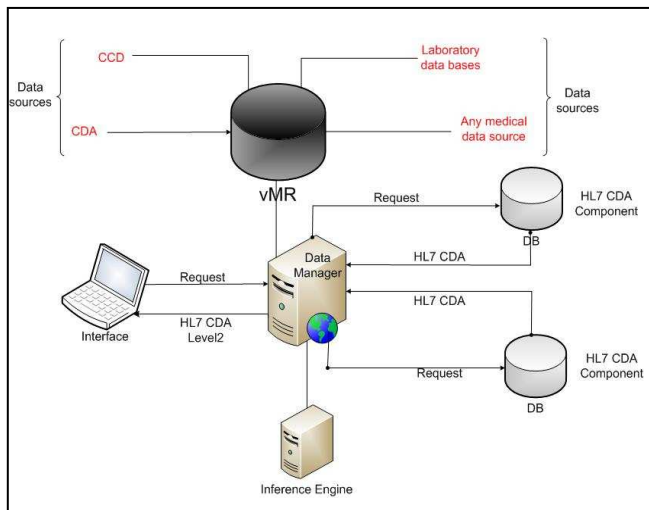 Data
sources
CCD
CDA
Laboratory
data bases
Any medical
data source
Data
sources
vMR
Request
HL7 CDA
Component
DB
Data
Manager
HL7 CDA
Request
HL7 CDA
HL7 CDA
Level2
Interface
HL7 CDA
Component
Request
DB
Inference Engine